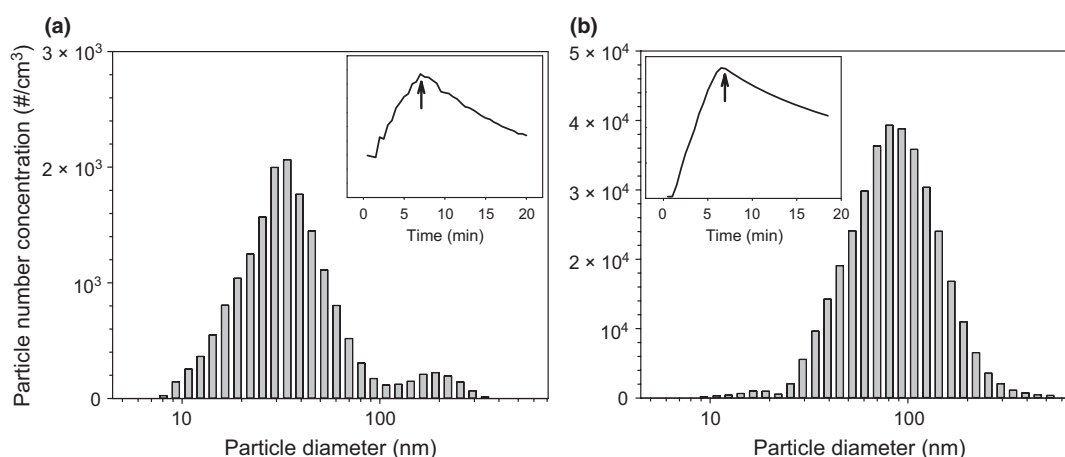 (a)
3 × 10³
2 × 10³
10³
0
10
100
Particle number concentration (#/cm³)
Particle diameter (nm)
0 5 10 15 20
Time (min)
(b)
5 × 10⁴
4 × 10⁴
3 × 10⁴
2 × 10⁴
10⁴
0
10
100
Particle diameter (nm)
0 5 10 15 20
Time (min)